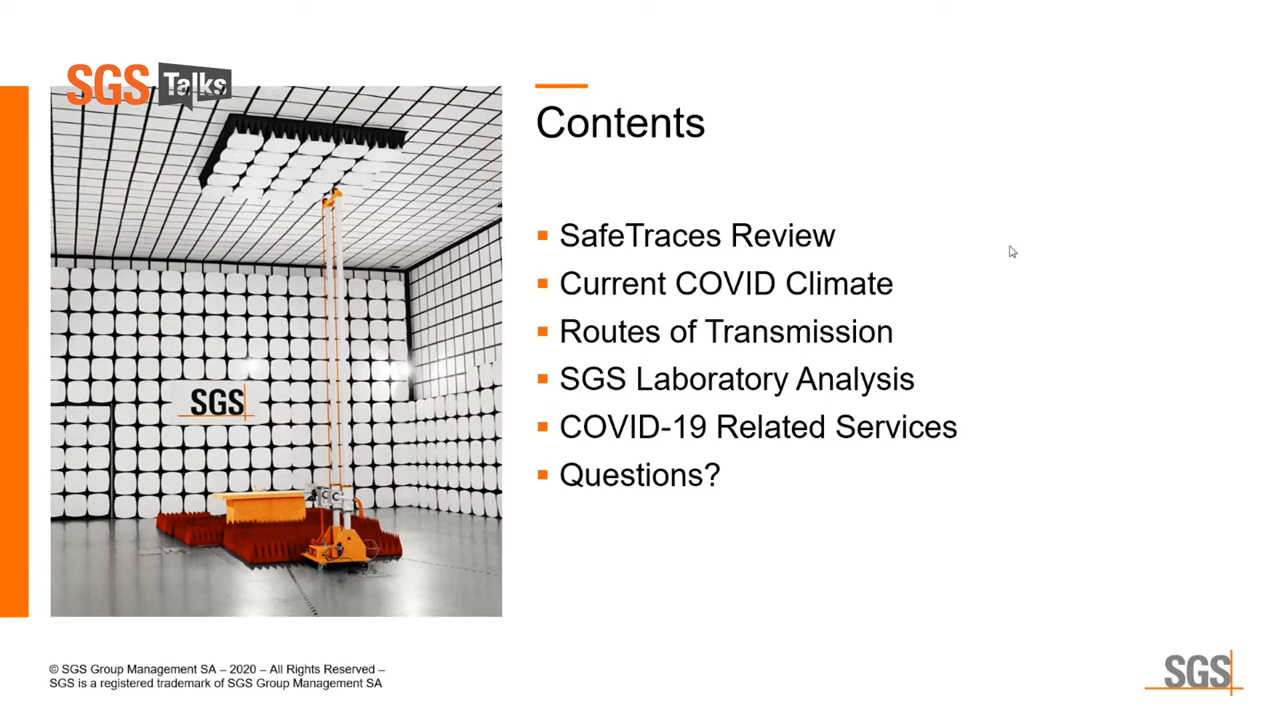 SGS Talks
Contents
SafeTraces Review
Current COVID Climate
Routes of Transmission
SGS Laboratory Analysis
COVID-19 Related Services
Questions?
SGS
© SGS Group Management SA – 2020 – All Rights Reserved –
SGS is a registered trademark of SGS Group Management SA
SGS